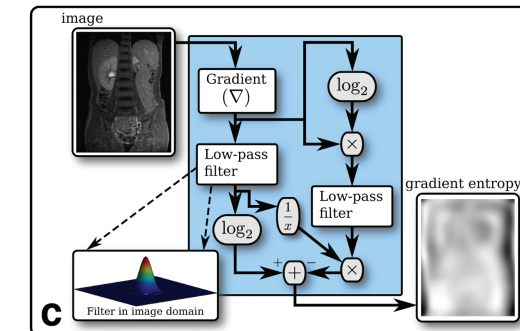 image
Gradient
(∇)
log₂
×
Low-pass
filter
Low-pass
filter
gradient entropy
1
x
log₂
+
−
+
×
Filter in image domain
C